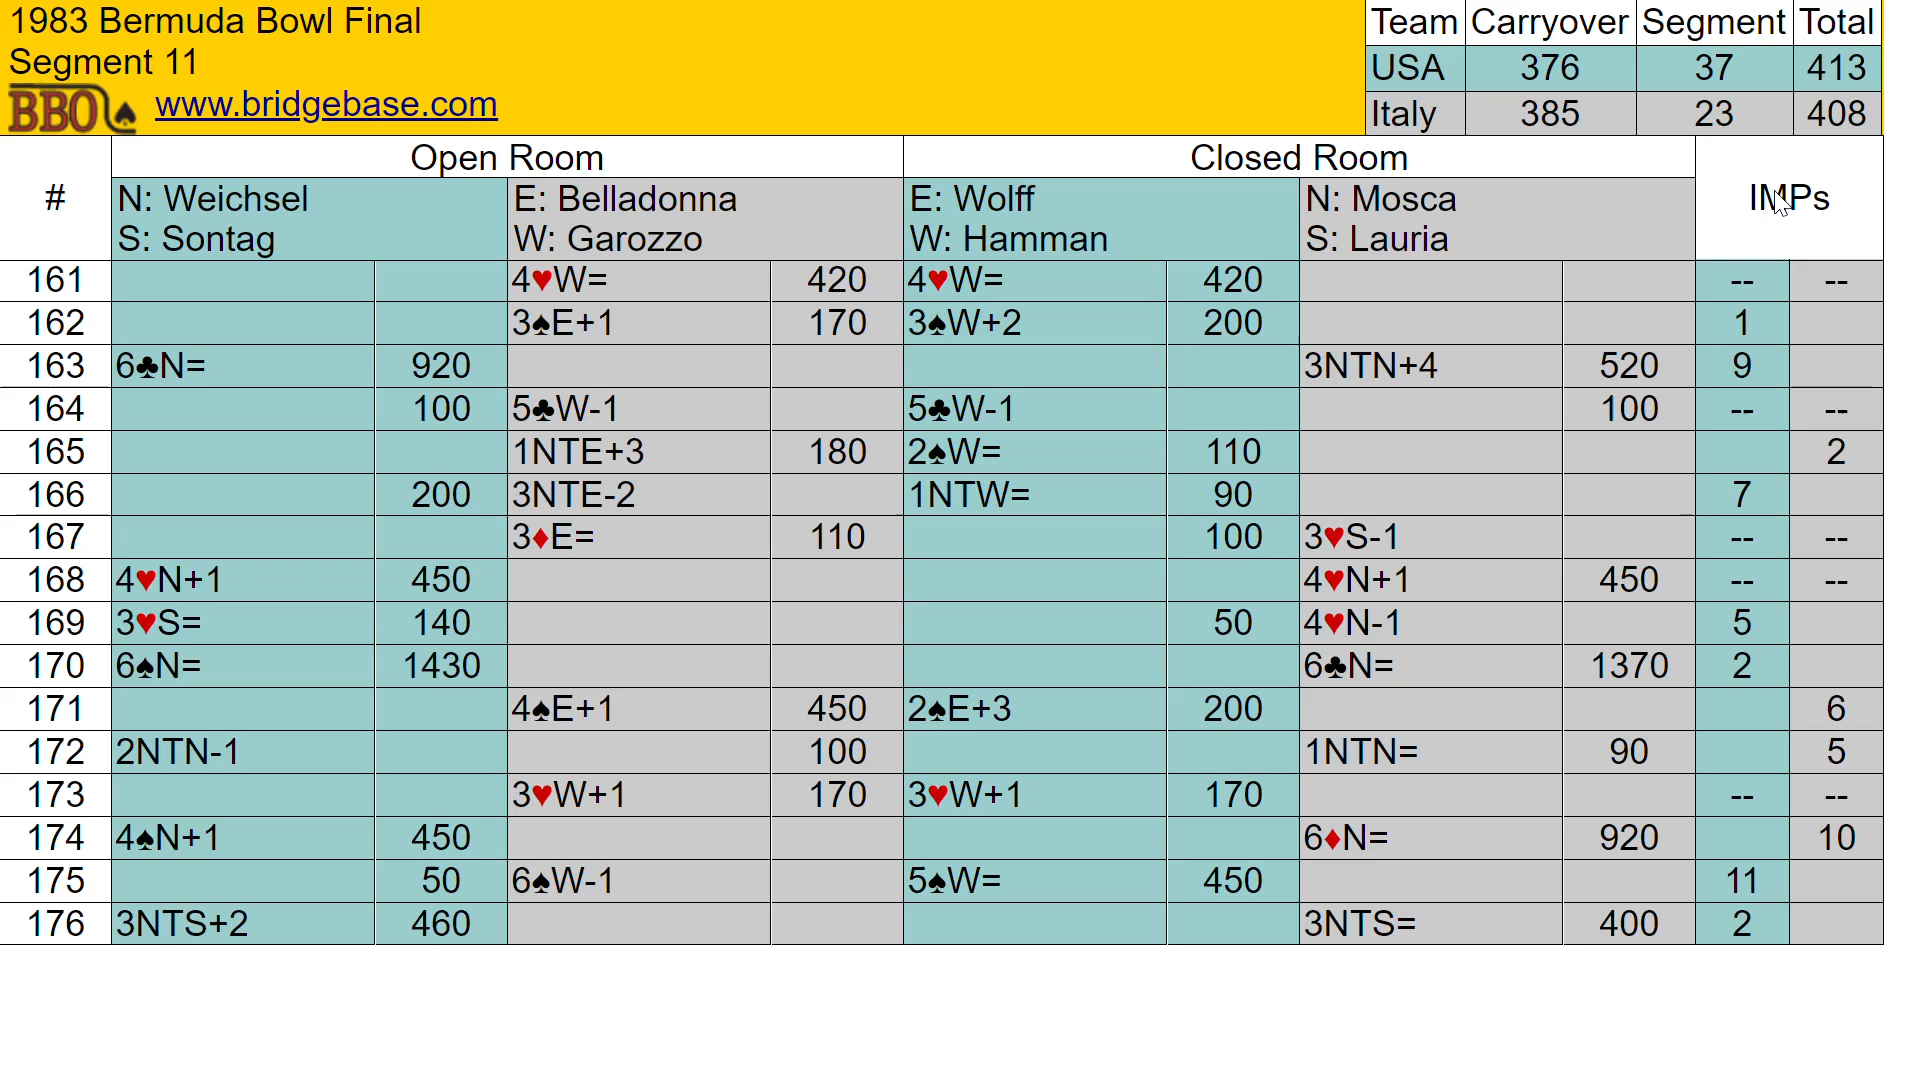 1983 Bermuda Bowl Final
Segment 11
BBO♠ www.bridgebase.com
Team Carryover Segment Total
USA 376 37 413
Italy 385 23 408
# Open Room Closed Room IMPs
N: Weichsel E: Belladonna E: Wolff N: Mosca
S: Sontag W: Garozzo W: Hamman S: Lauria
161 4♥W= 420 4♥W= 420 -- --
162 3♠E+1 170 3♠W+2 200 1
163 6♣N= 920 3NTN+4 520 9
164 100 5♣W-1 5♣W-1 100 -- --
165 1NTE+3 180 2♠W= 110 2
166 200 3NTE-2 1NTW= 90 7
167 3♦E= 110 100 3♥S-1 -- --
168 4♥N+1 450 4♥N+1 450 -- --
169 3♥S= 140 50 4♥N-1 5
170 6♠N= 1430 6♣N= 1370 2
171 4♠E+1 450 2♠E+3 200 6
172 2NTN-1 100 1NTN= 90 5
173 3♥W+1 170 3♥W+1 170 -- --
174 4♠N+1 450 6♦N= 920 10
175 50 6♠W-1 5♠W= 450 11
176 3NTS+2 460 3NTS= 400 2